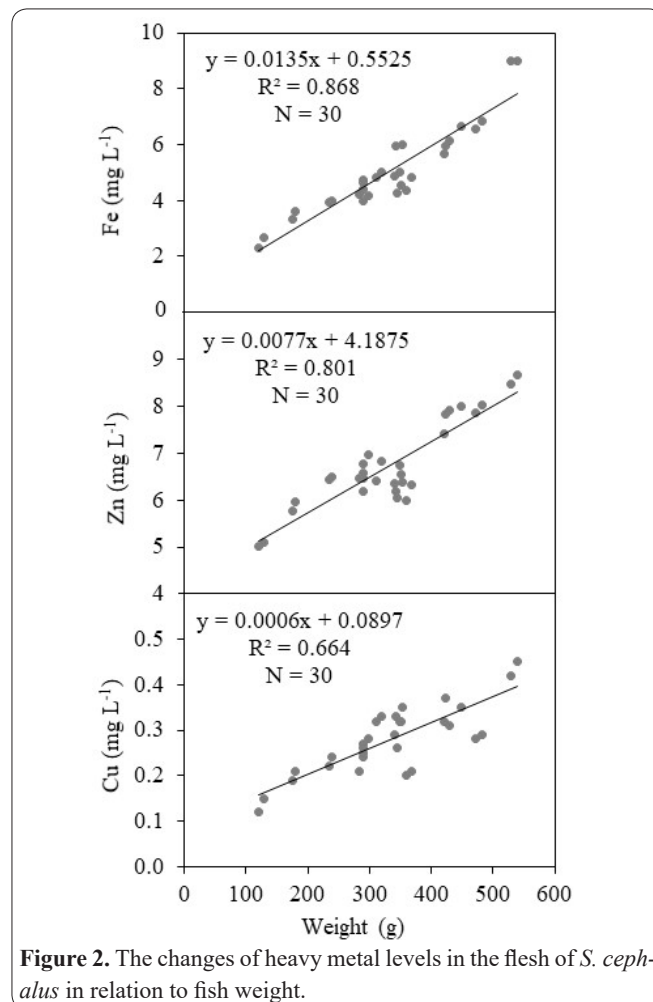 y = 0.0135x + 0.5525
R² = 0.868
N = 30
Fe (mg L⁻¹)
10
8
6
4
2
0
y = 0.0077x + 4.1875
R² = 0.801
N = 30
Zn (mg L⁻¹)
9
8
7
6
5
4
y = 0.0006x + 0.0897
R² = 0.664
N = 30
Cu (mg L⁻¹)
0.5
0.4
0.3
0.2
0.1
0.0
0 100 200 300 400 500 600
Weight (g)
Figure 2. The changes of heavy metal levels in the flesh of S. ceph-
alus in relation to fish weight.